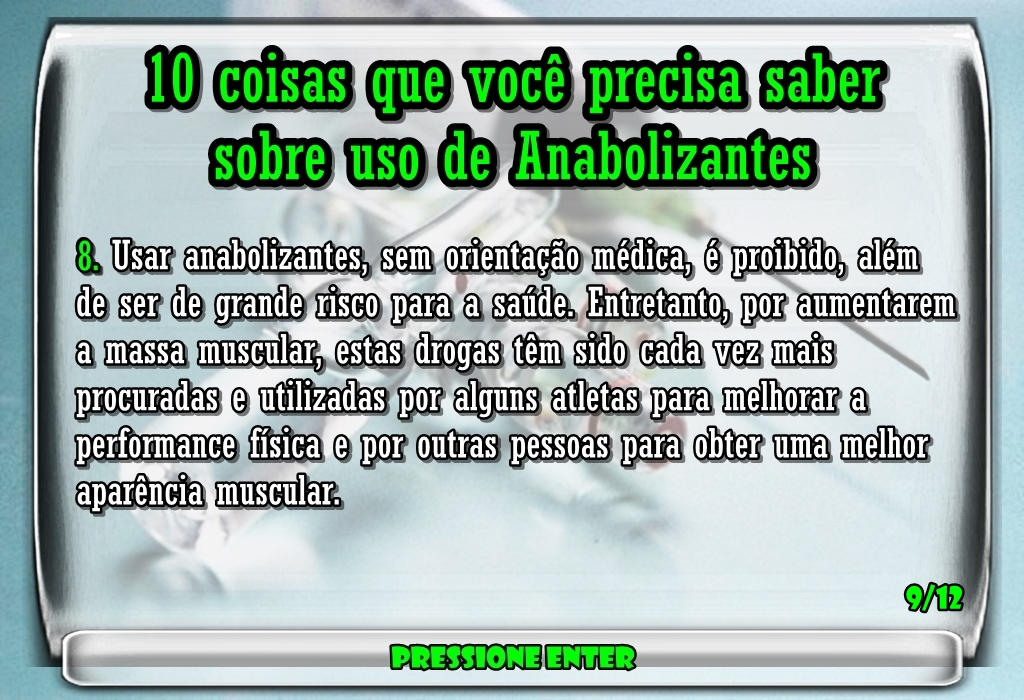 10 coisas que você precisa saber
sobre uso de Anabolizantes
8. Usar anabolizantes, sem orientação médica, é proibido, além
de ser de grande risco para a saúde. Entretanto, por aumentarem
a massa muscular, estas drogas têm sido cada vez mais
procuradas e utilizadas por alguns atletas para melhorar a
performance física e por outras pessoas para obter uma melhor
aparência muscular.
9/12
PRESSIONE ENTER